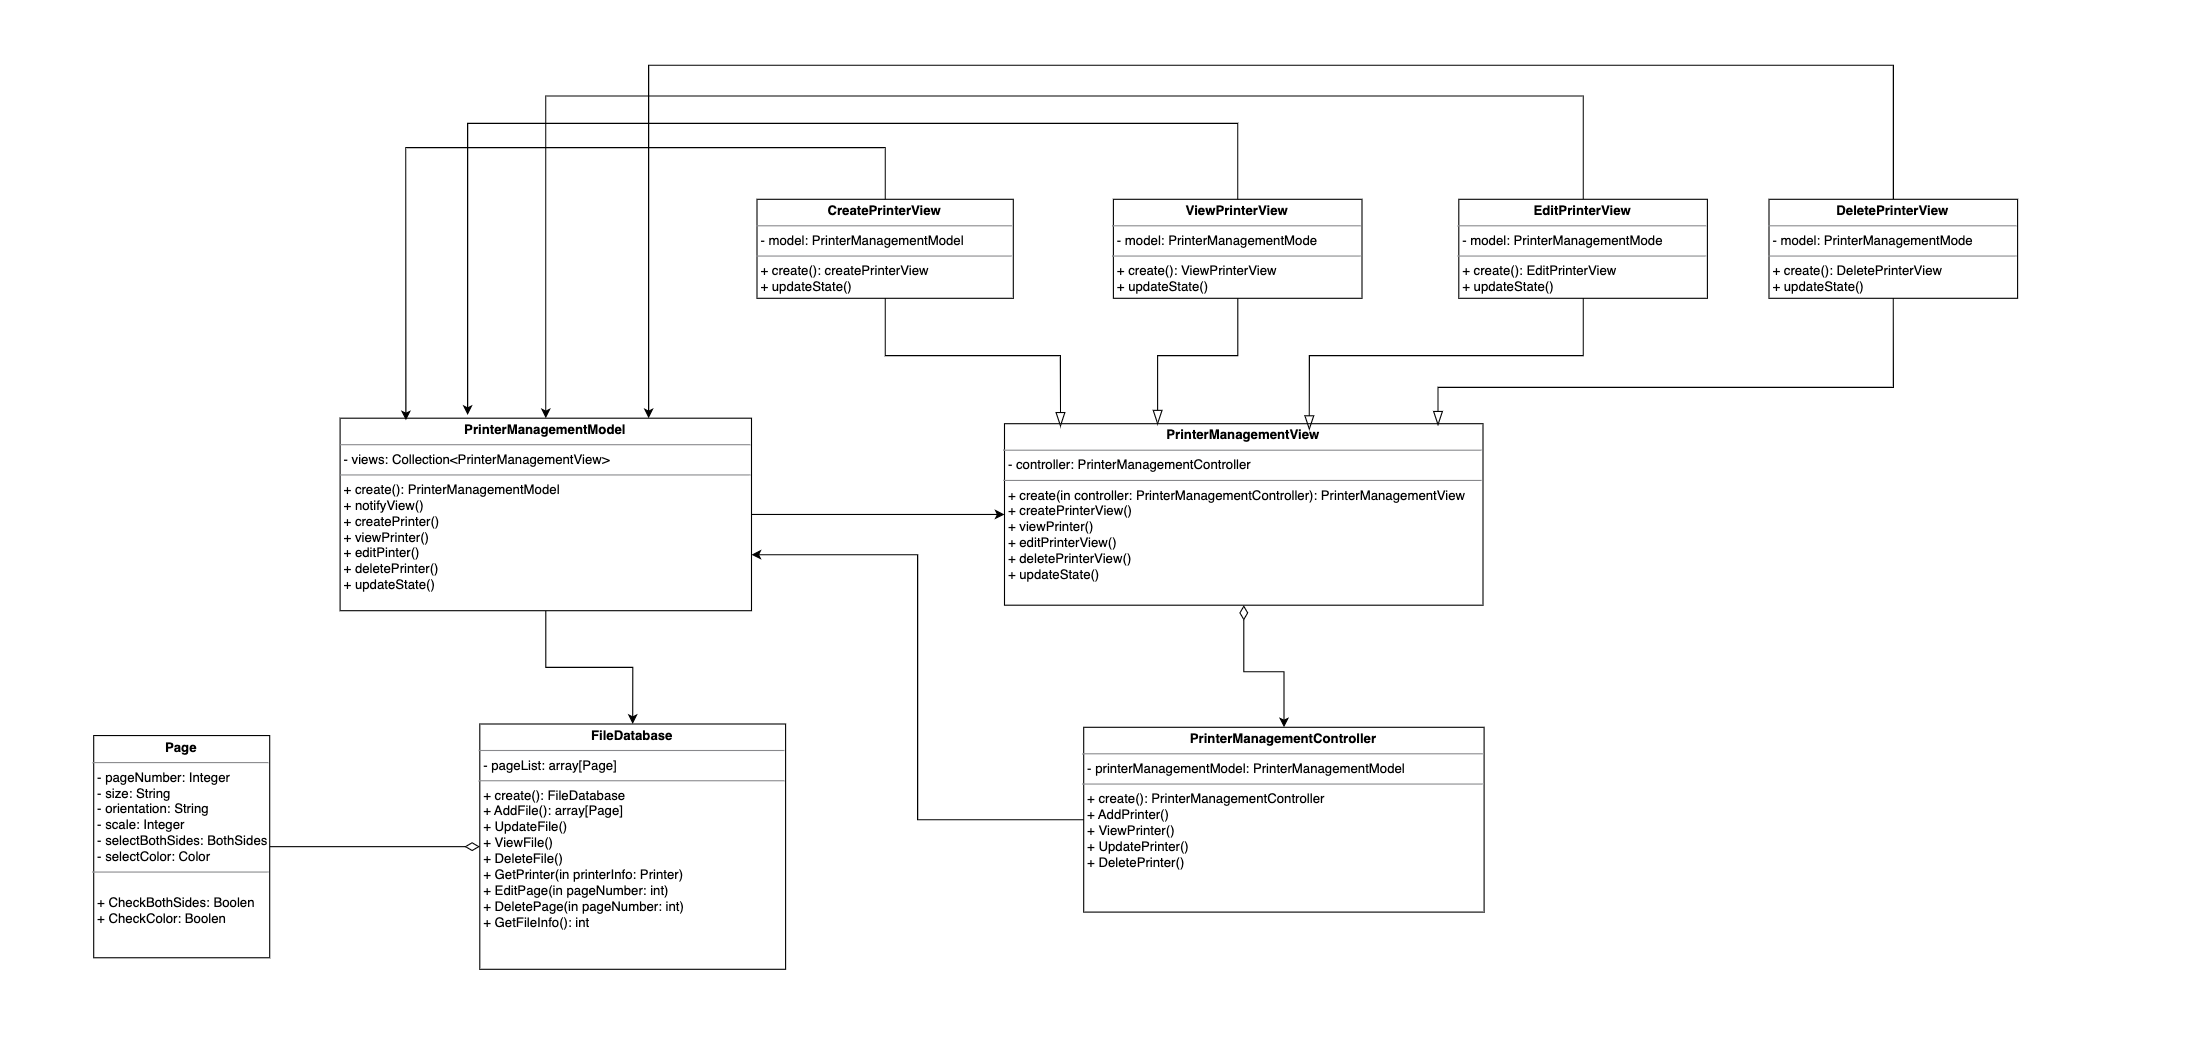 CreatePrinterView
- model: PrinterManagementModel
+ create(): createPrinterView
+ updateState()
ViewPrinterView
- model: PrinterManagementMode
+ create(): ViewPrinterView
+ updateState()
EditPrinterView
- model: PrinterManagementMode
+ create(): EditPrinterView
+ updateState()
DeletePrinterView
- model: PrinterManagementMode
+ create(): DeletePrinterView
+ updateState()
PrinterManagementModel
- views: Collection<PrinterManagementView>
+ create(): PrinterManagementModel
+ notifyView()
+ createPrinter()
+ viewPrinter()
+ editPinter()
+ deletePrinter()
+ updateState()
PrinterManagementView
- controller: PrinterManagementController
+ create(in controller: PrinterManagementController): PrinterManagementView
+ createPrinterView()
+ viewPrinter()
+ editPrinterView()
+ deletePrinterView()
+ updateState()
Page
- pageNumber: Integer
- size: String
- orientation: String
- scale: Integer
- selectBothSides: BothSides
- selectColor: Color
+ CheckBothSides: Boolen
+ CheckColor: Boolen
FileDatabase
- pageList: array[Page]
+ create(): FileDatabase
+ AddFile(): array[Page]
+ UpdateFile()
+ ViewFile()
+ DeleteFile()
+ GetPrinter(in printerInfo: Printer)
+ EditPage(in pageNumber: int)
+ DeletePage(in pageNumber: int)
+ GetFileInfo(): int
PrinterManagementController
- printerManagementModel: PrinterManagementModel
+ create(): PrinterManagementController
+ AddPrinter()
+ ViewPrinter()
+ UpdatePrinter()
+ DeletePrinter()